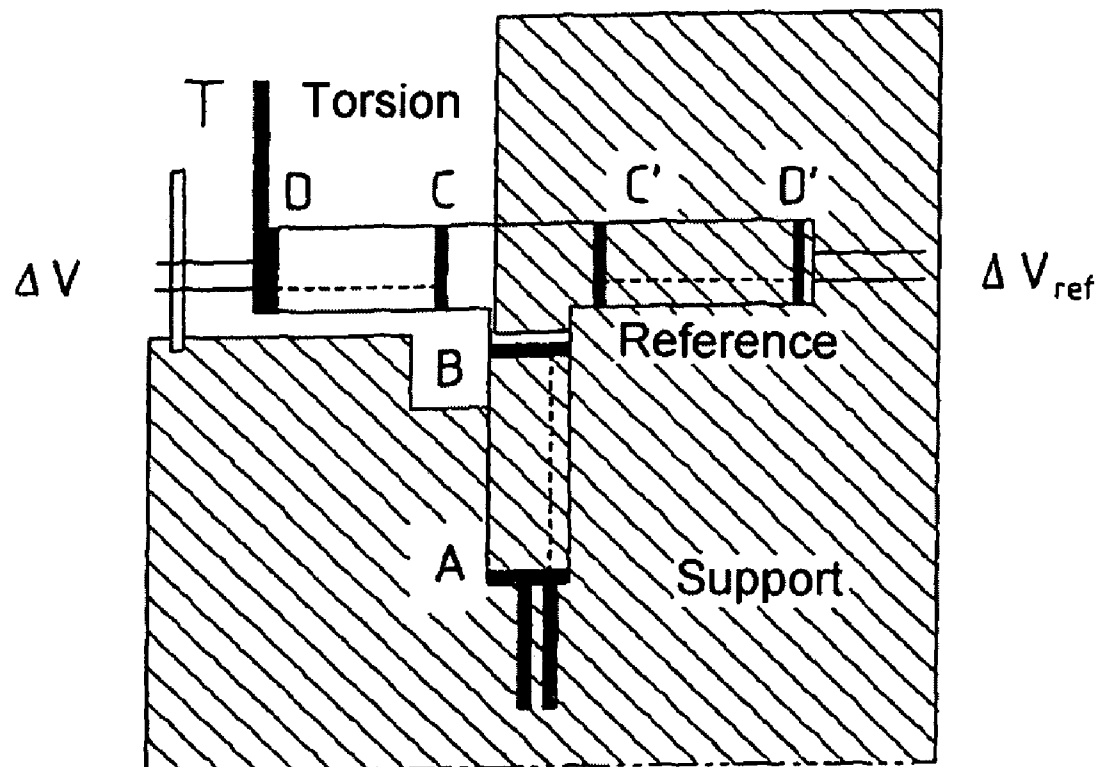 T Torsion
D C C' D'
ΔV ΔV_ref
B Reference
A Support